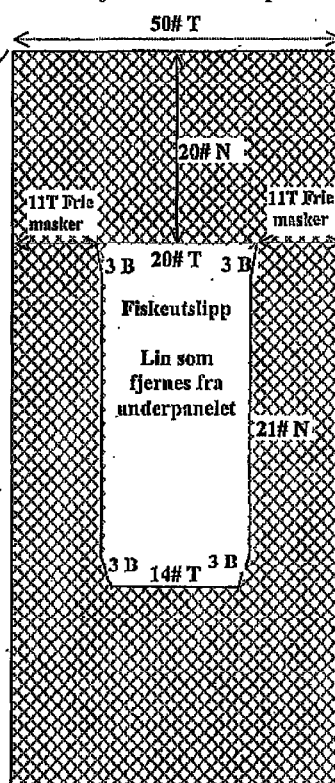 50# T
20# N
11T Frie
masker
11T Frie
masker
3 B 20# T 3 B
Fiskeutslipp
Lin som
fjernes fra
underpanelet
21# N
3 B 14# T 3 B